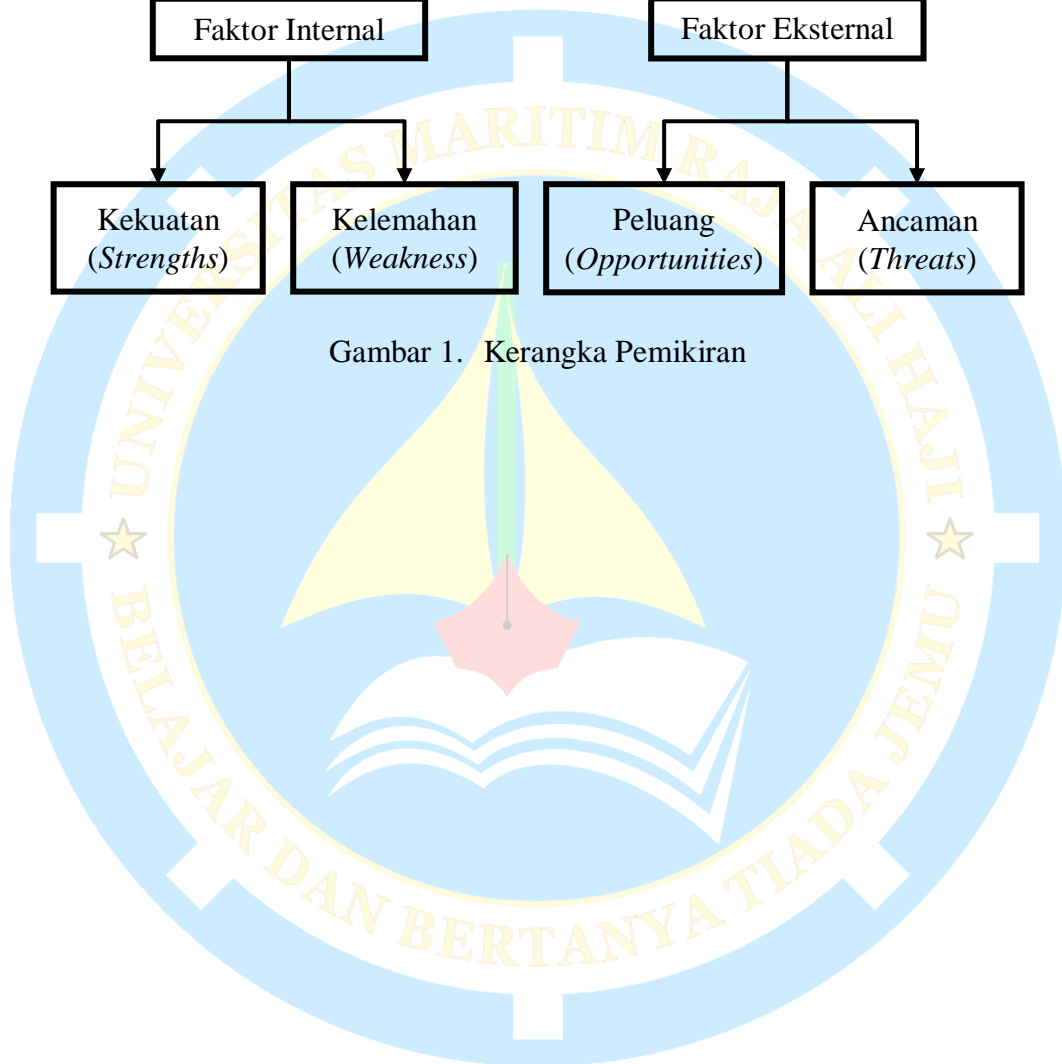 Faktor Internal
Faktor Eksternal
Kekuatan
(Strengths)
Kelemahan
(Weakness)
Peluang
(Opportunities)
Ancaman
(Threats)
Gambar 1. Kerangka Pemikiran
UNIVERSITAS MARITIM RAJA ALI HAJI
BELAJAR DAN BERTANYA TIADA JEMU